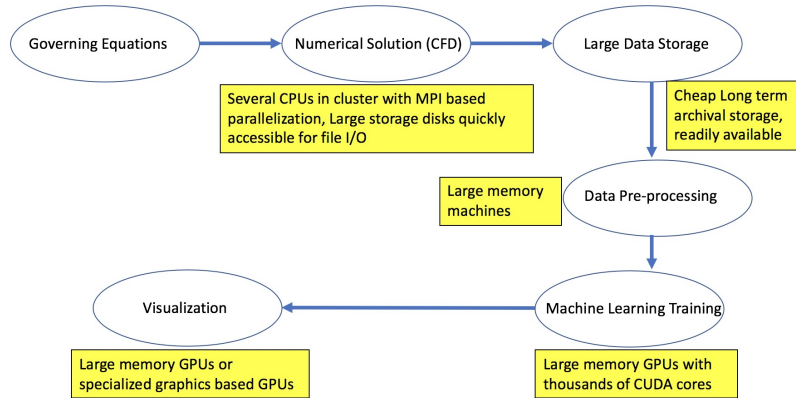 Governing Equations
Numerical Solution (CFD)
Large Data Storage
Several CPUs in cluster with MPI based
parallelization, Large storage disks quickly
accessible for file I/O
Cheap Long term
archival storage,
readily available
Large memory
machines
Data Pre-processing
Visualization
Machine Learning Training
Large memory GPUs or
specialized graphics based GPUs
Large memory GPUs with
thousands of CUDA cores